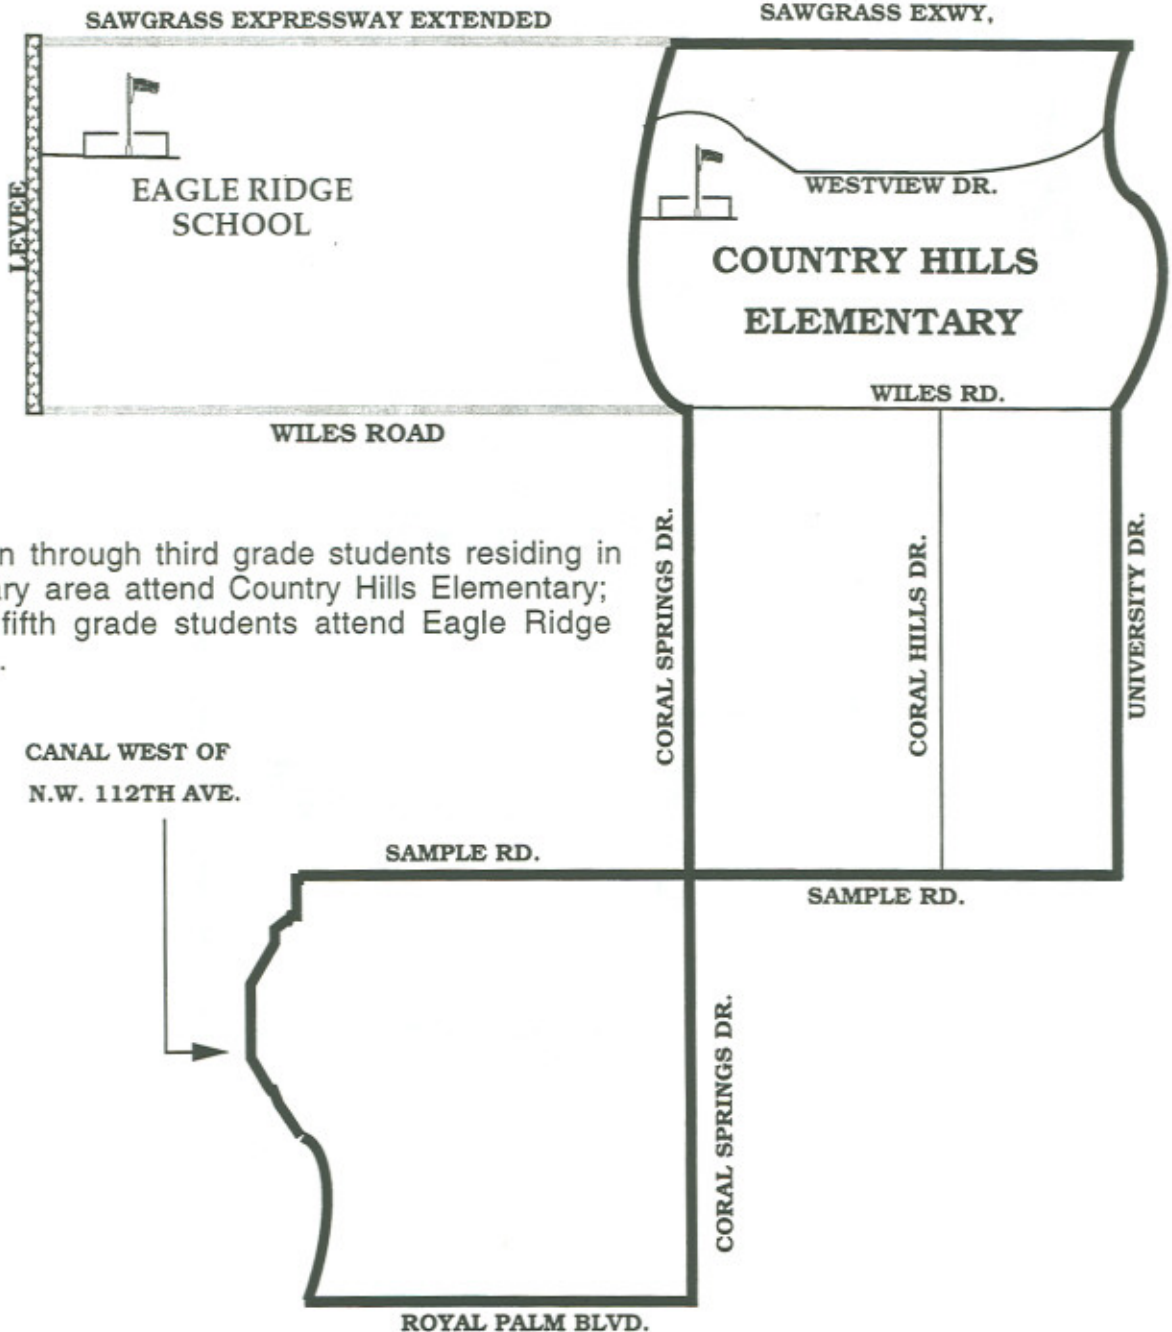 SAWGRASS EXPRESSWAY EXTENDED
SAWGRASS EXWY,
LEVEE
EAGLE RIDGE
SCHOOL
WESTVIEW DR.
COUNTRY HILLS
ELEMENTARY
WILES RD.
WILES ROAD
through third grade students residing in
area attend Country Hills Elementary;
fifth grade students attend Eagle Ridge
CORAL SPRINGS DR.
CORAL HILLS DR.
UNIVERSITY DR.
CANAL WEST OF
N.W. 112TH AVE.
SAMPLE RD.
SAMPLE RD.
CORAL SPRINGS DR.
ROYAL PALM BLVD.